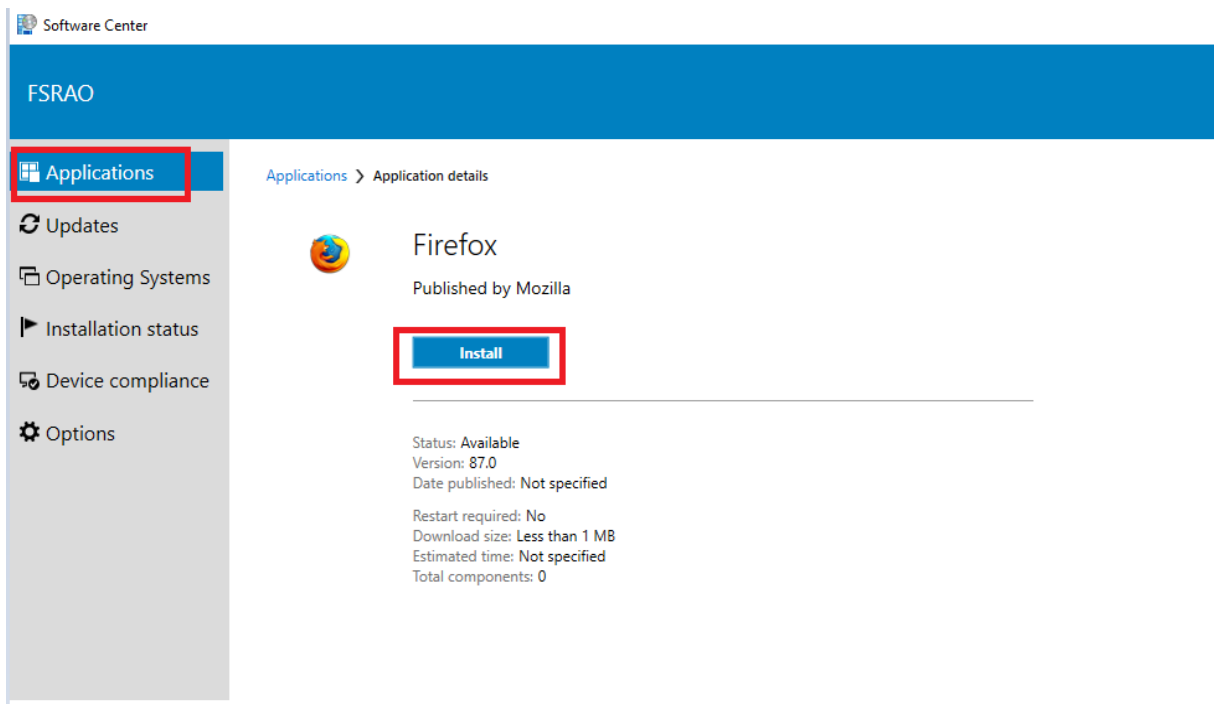 Software Center
FSRAO
Applications
Updates
Operating Systems
Installation status
Device compliance
Options
Applications ❯ Application details
Firefox
Published by Mozilla
Install
Status: Available
Version: 87.0
Date published: Not specified
Restart required: No
Download size: Less than 1 MB
Estimated time: Not specified
Total components: 0